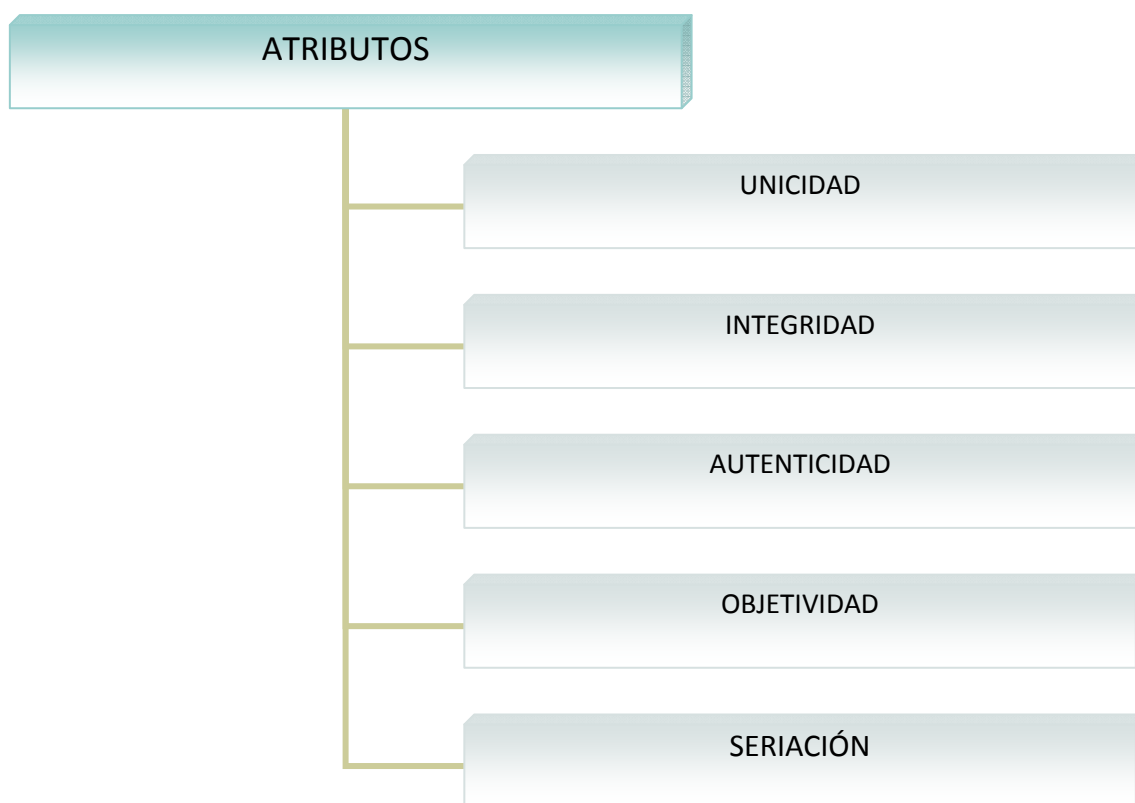 ATRIBUTOS
UNICIDAD
INTEGRIDAD
AUTENTICIDAD
OBJETIVIDAD
SERIACIÓN